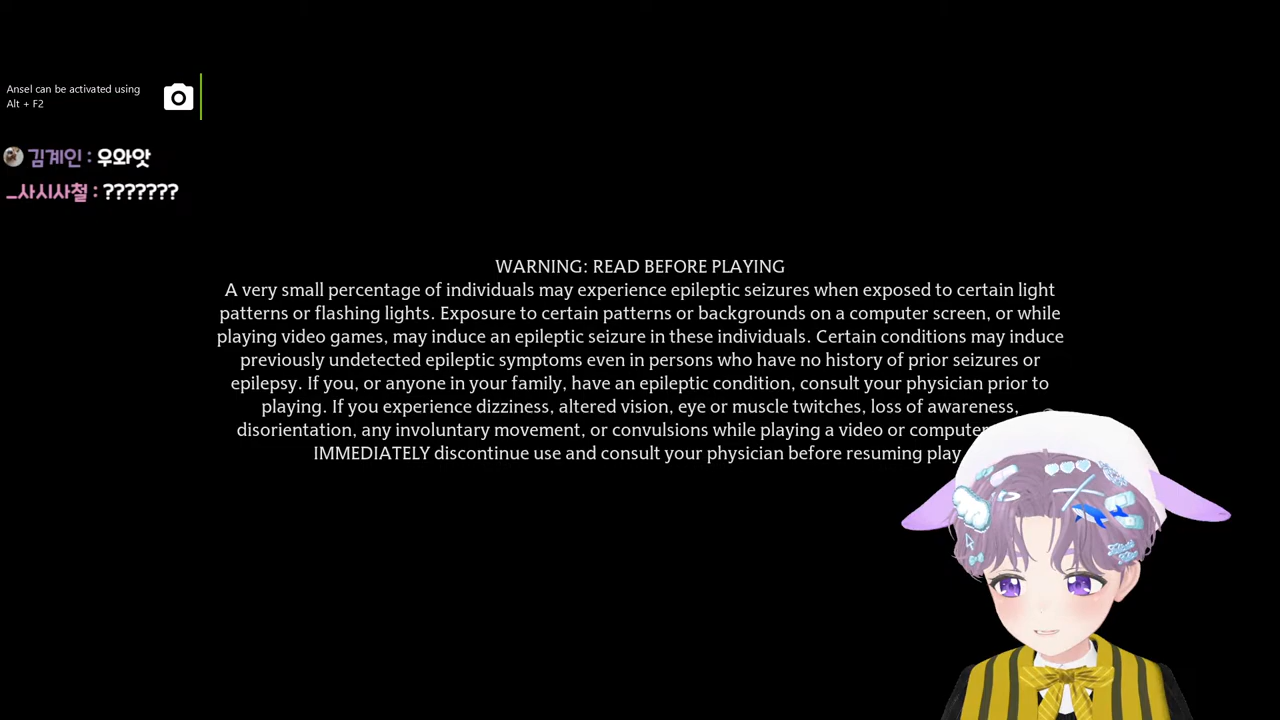 Ansel can be activated using
Alt + F2
김계인 : 우와앗
_사시사철 : ???????
WARNING: READ BEFORE PLAYING
A very small percentage of individuals may experience epileptic seizures when exposed to certain light
patterns or flashing lights. Exposure to certain patterns or backgrounds on a computer screen, or while
playing video games, may induce an epileptic seizure in these individuals. Certain conditions may induce
previously undetected epileptic symptoms even in persons who have no history of prior seizures or
epilepsy. If you, or anyone in your family, have an epileptic condition, consult your physician prior to
playing. If you experience dizziness, altered vision, eye or muscle twitches, loss of awareness,
disorientation, any involuntary movement, or convulsions while playing a video or computer
IMMEDIATELY discontinue use and consult your physician before resuming play